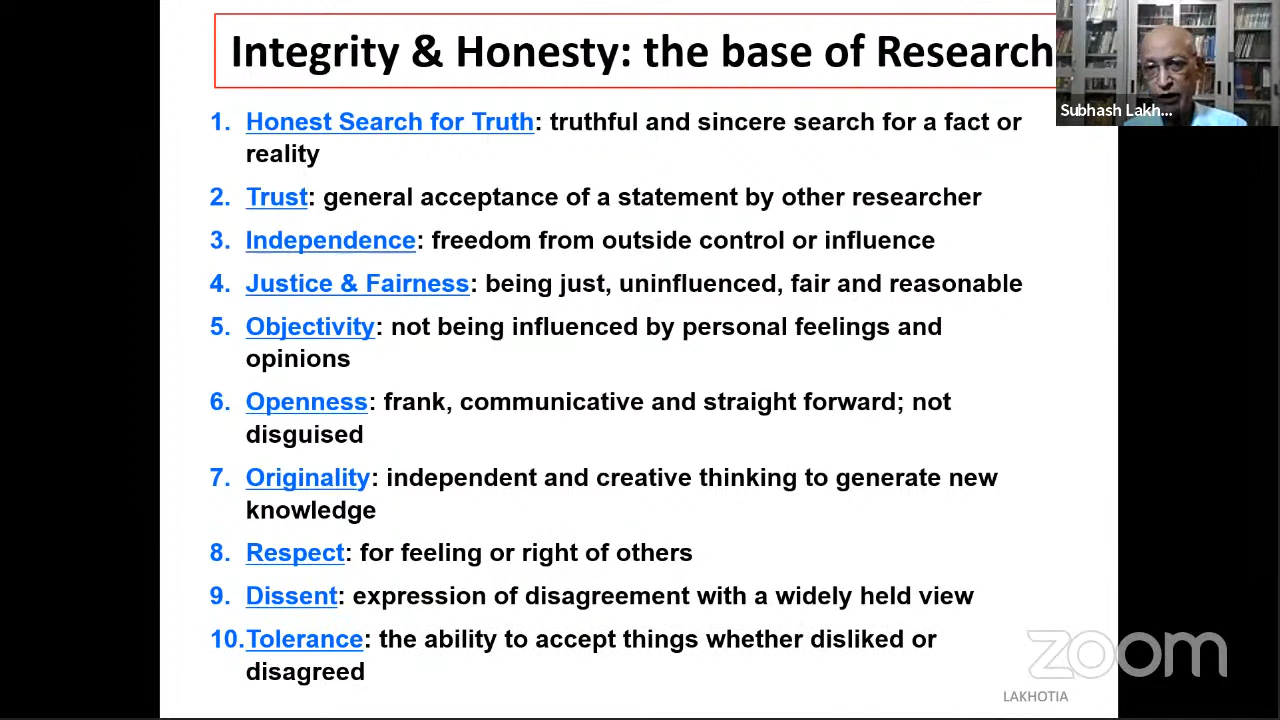 Integrity & Honesty: the base of Research
Subhash Lakh...
1. Honest Search for Truth: truthful and sincere search for a fact or
reality
2. Trust: general acceptance of a statement by other researcher
3. Independence: freedom from outside control or influence
4. Justice & Fairness: being just, uninfluenced, fair and reasonable
5. Objectivity: not being influenced by personal feelings and
opinions
6. Openness: frank, communicative and straight forward; not
disguised
7. Originality: independent and creative thinking to generate new
knowledge
8. Respect: for feeling or right of others
9. Dissent: expression of disagreement with a widely held view
10.Tolerance: the ability to accept things whether disliked or
disagreed
zoom
LAKHOTIA